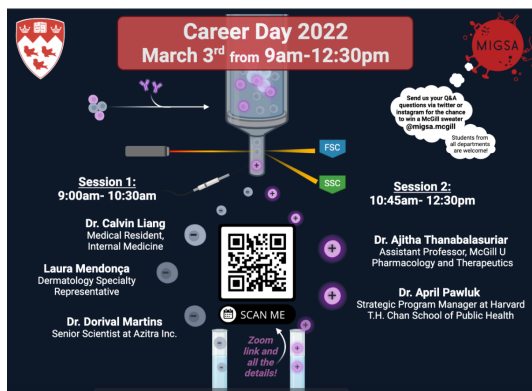 Career Day 2022
March 3rd from 9am-12:30pm
MIGSA
Send us your Q&A
questions via twitter or
instagram for the chance
to win a McGill sweater
@migsa.mcgill
Students from
all departments
are welcome!
FSC
SSC
Session 1:
9:00am- 10:30am
Dr. Calvin Liang
Medical Resident,
Internal Medicine
Laura Mendonça
Dermatology Specialty
Representative
Dr. Dorival Martins
Senior Scientist at Azitra Inc.
Session 2:
10:45am- 12:30pm
Dr. Ajitha Thanabalasuriar
Assistant Professor, McGill U
Pharmacology and Therapeutics
Dr. April Pawluk
Strategic Program Manager at Harvard
T.H. Chan School of Public Health
SCAN ME
Zoom
link and
all the
details!